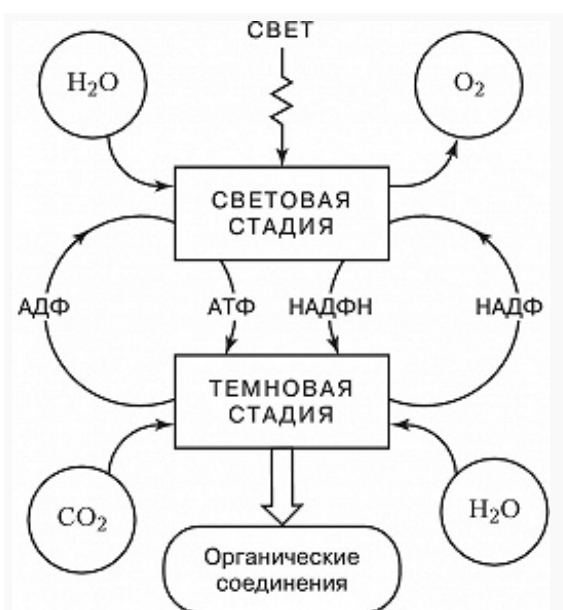 СВЕТ
H₂O
O₂
СВЕТОВАЯ
СТАДИЯ
АДФ
АТФ
НАДФН
НАДФ
ТЕМНОВАЯ
СТАДИЯ
CO₂
H₂O
Органические
соединения